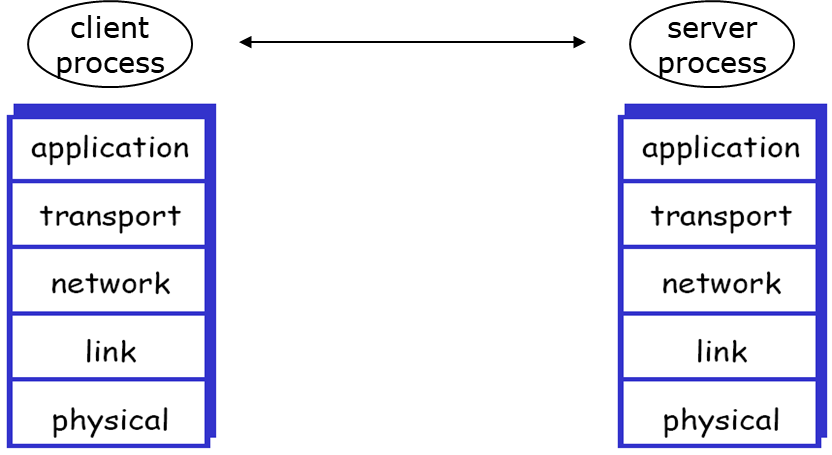 client
process
server
process
application
transport
network
link
physical
application
transport
network
link
physical